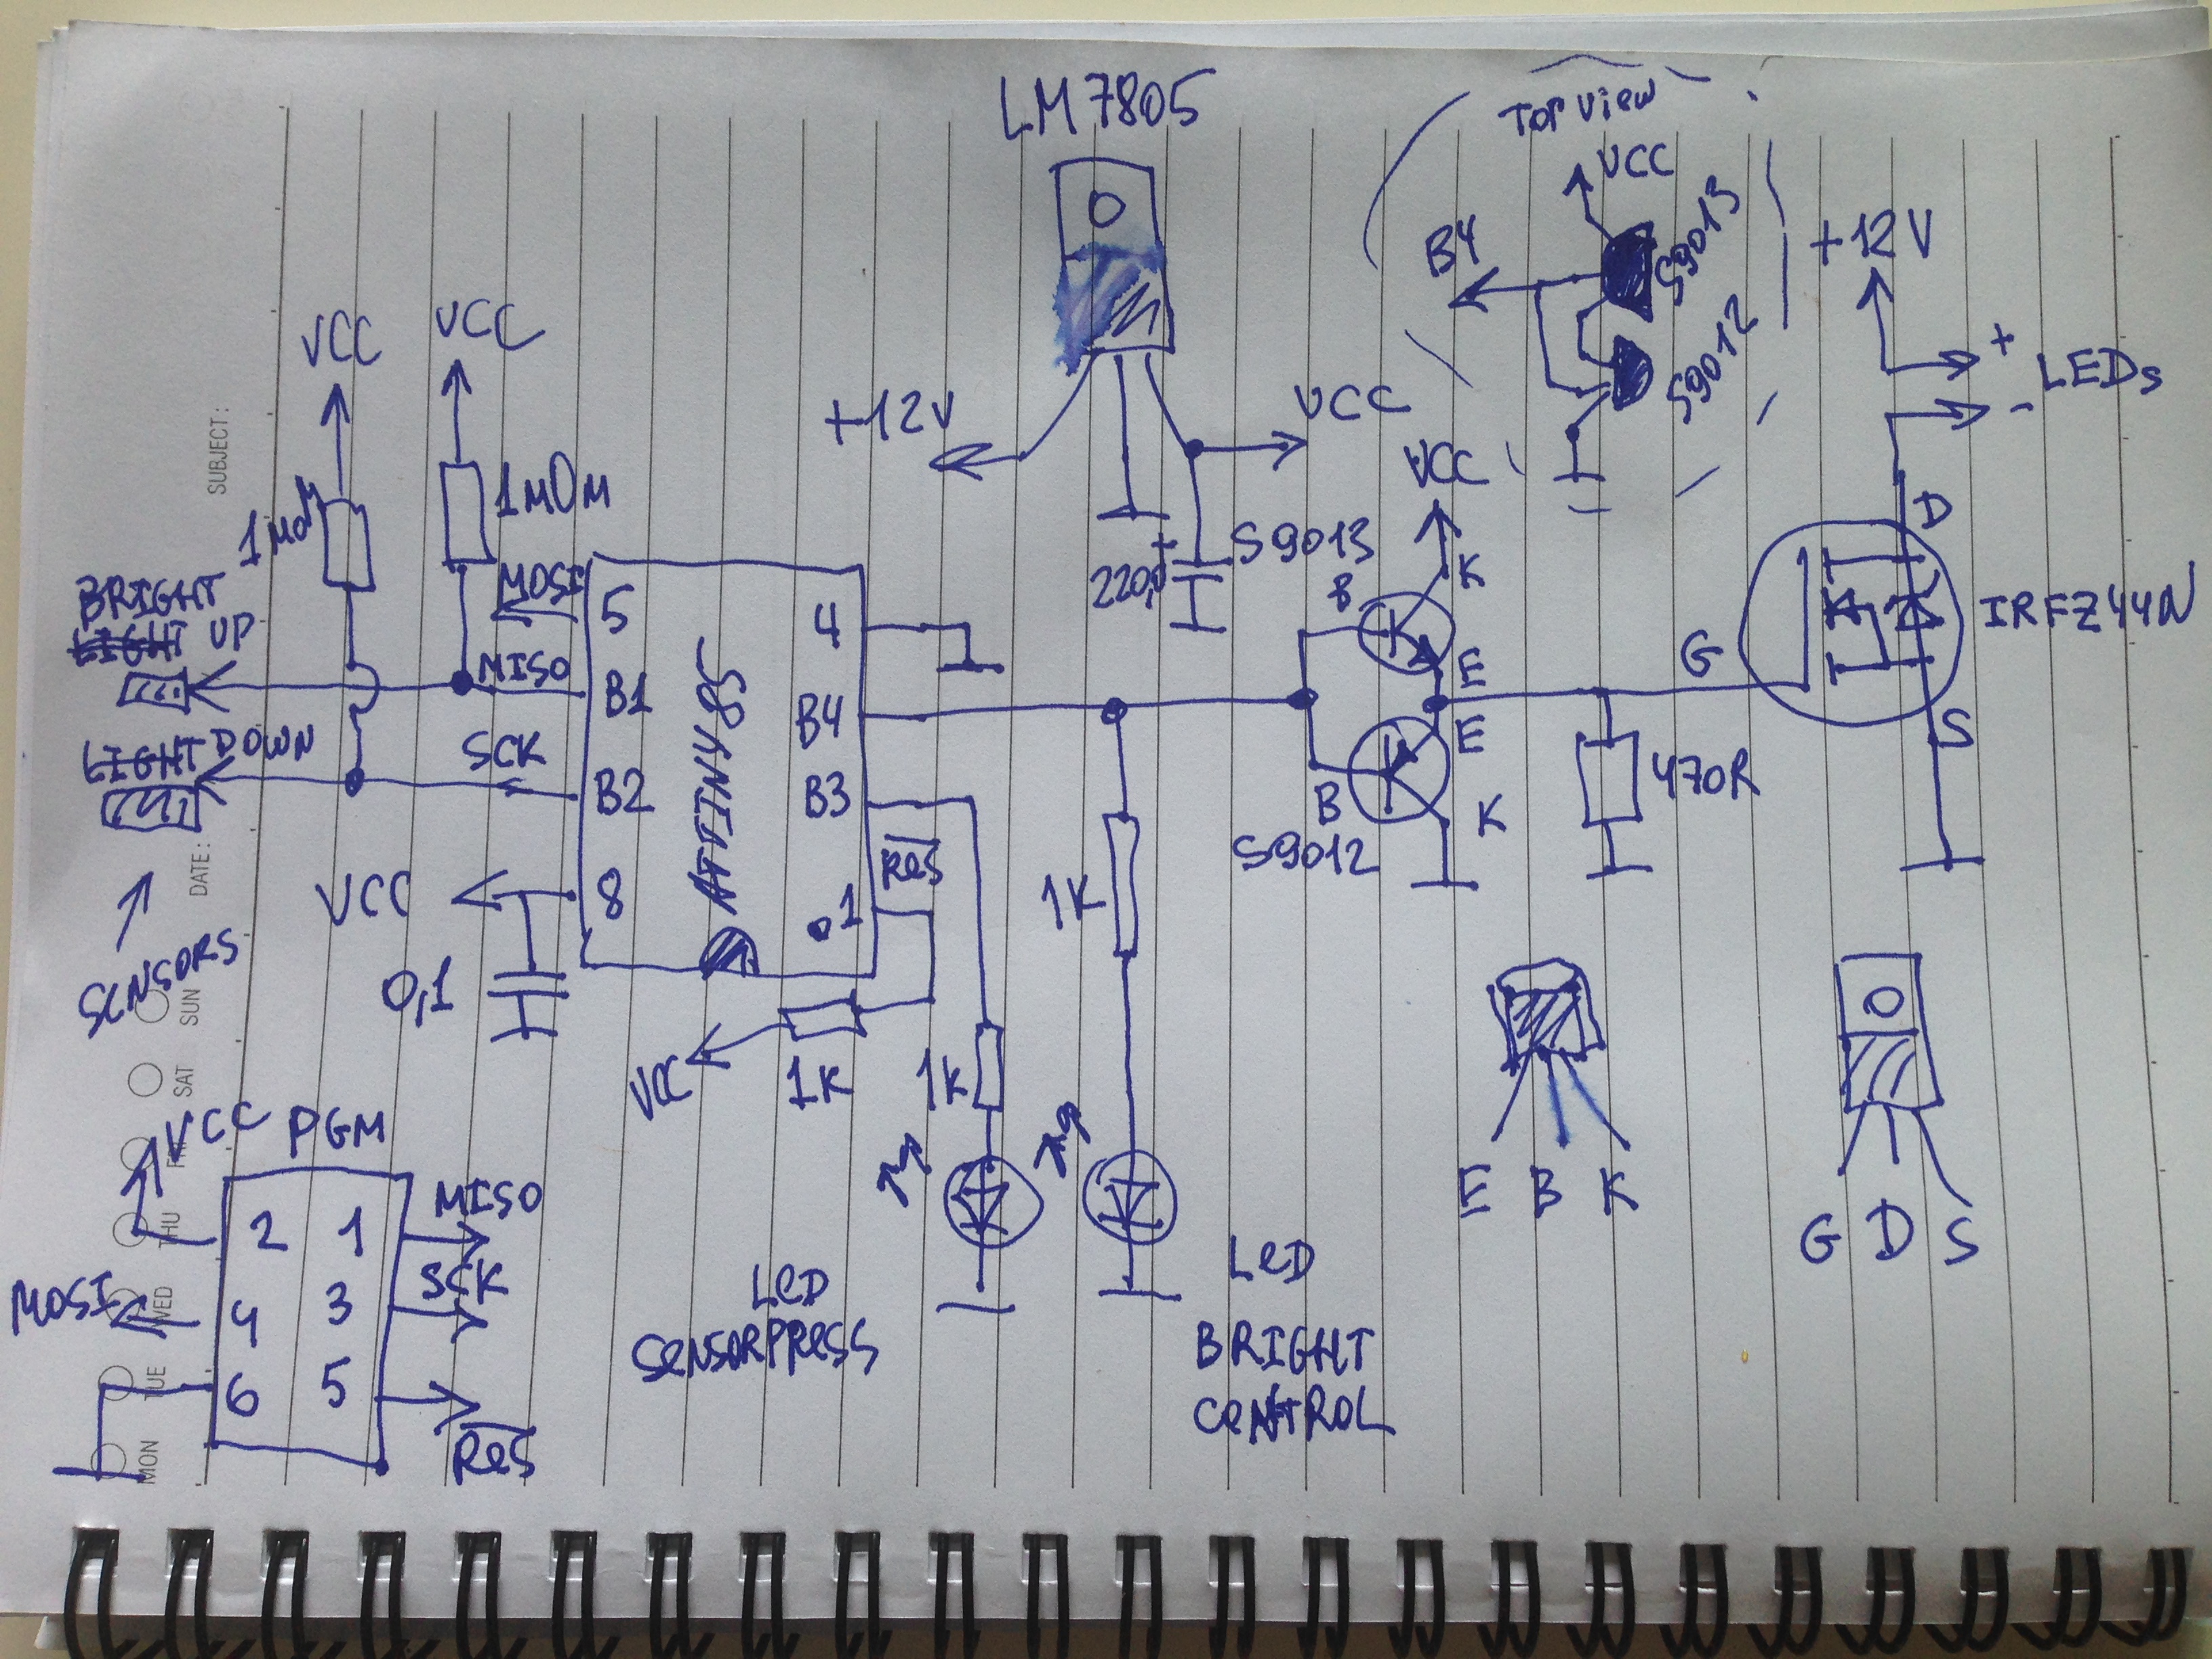 LM7805
TOP VIEW
VCC
S9013
S9012
B4
+12V
+
-
LEDs
VCC
VCC
+12V
VCC
1MOM
1MOM
220,0
+
S9013
VCC
B
K
E
E
K
B
S9012
G
D
S
IRFZ44N
470R
BRIGHT
LIGHT UP
LIGHT DOWN
SENSORS
MOSI
MISO
SCK
VCC
0,1
5
B1
B2
8
ATTINY85
4
B4
B3
1
RES
VCC
1K
1K
1K
LED
SENSORPRESS
LED
BRIGHT
CONTROL
E B K
G D S
VCC
PGM
2 1
4 3
6 5
MISO
SCK
RES
MOSI
SUBJECT:
DATE:
SUN
SAT
THU
WED
TUE
MON